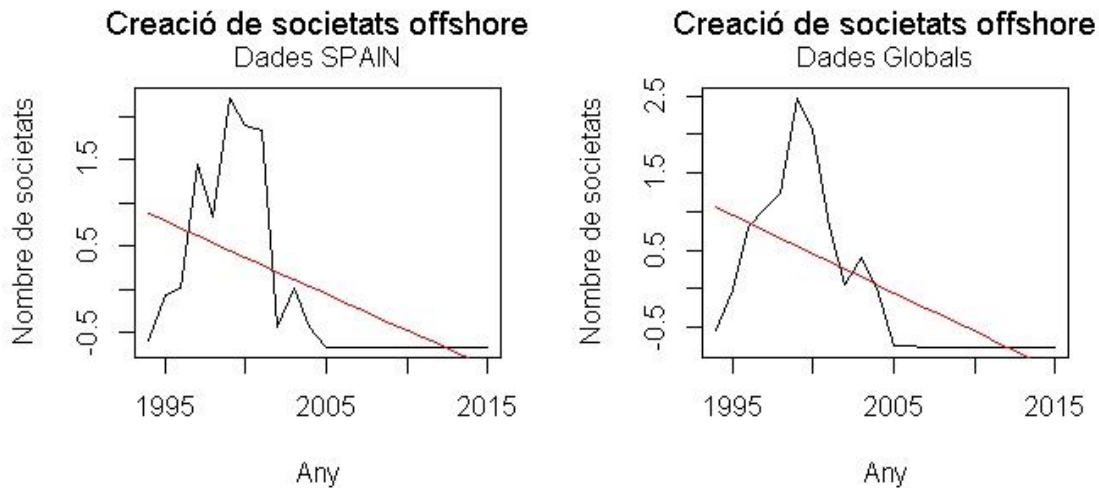 Creació de societats offshore
Dades SPAIN
Nombre de societats
1.5
0.5
-0.5
1995 2005 2015
Any
Creació de societats offshore
Dades Globals
Nombre de societats
2.5
1.5
0.5
-0.5
1995 2005 2015
Any